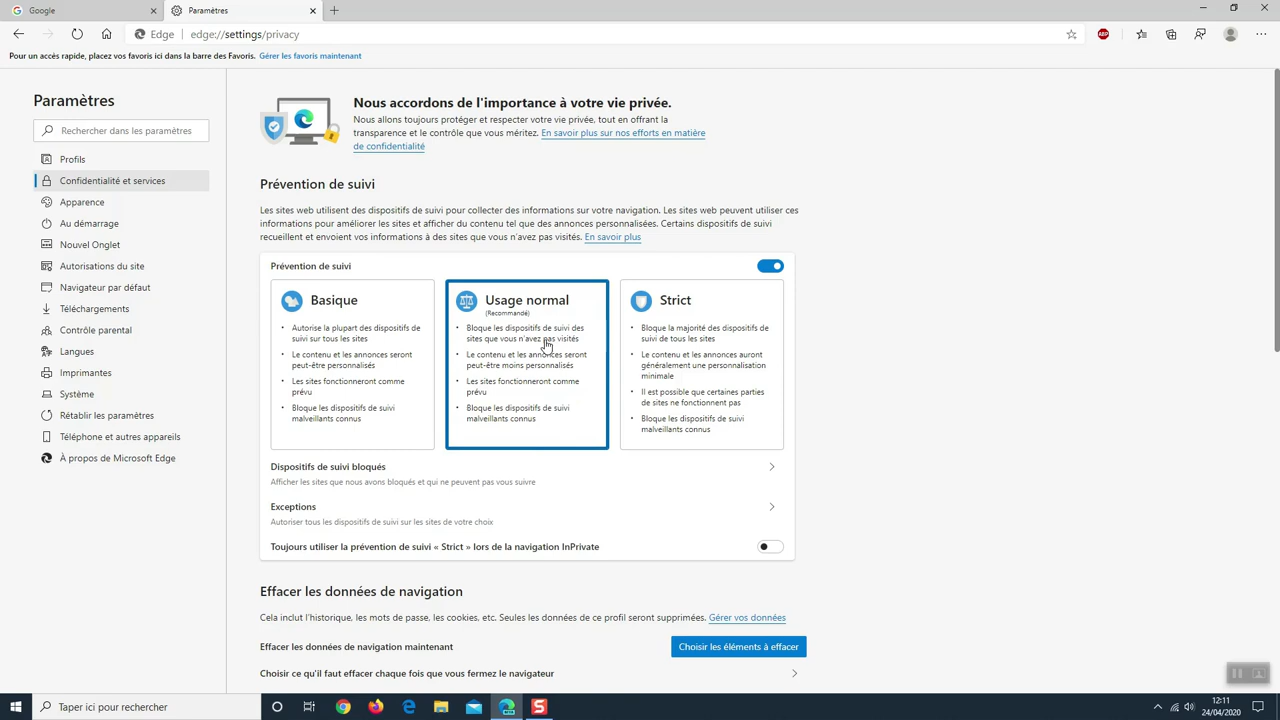 Google
Paramètres
Edge
edge://settings/privacy
ABP
Pour un accès rapide, placez vos favoris ici dans la barre des Favoris. Gérer les favoris maintenant
Paramètres
Rechercher dans les paramètres
Profils
Confidentialité et services
Apparence
Au démarrage
Nouvel Onglet
Autorisations du site
Navigateur par défaut
Téléchargements
Contrôle parental
Langues
Imprimantes
Système
Rétablir les paramètres
Téléphone et autres appareils
À propos de Microsoft Edge
Nous accordons de l'importance à votre vie privée.
Nous allons toujours protéger et respecter votre vie privée, tout en offrant la
transparence et le contrôle que vous méritez. En savoir plus sur nos efforts en matière
de confidentialité
Prévention de suivi
Les sites web utilisent des dispositifs de suivi pour collecter des informations sur votre navigation. Les sites web peuvent utiliser ces
informations pour améliorer les sites et afficher du contenu tel que des annonces personnalisées. Certains dispositifs de suivi
recueillent et envoient vos informations à des sites que vous n'avez pas visités. En savoir plus
Prévention de suivi
Basique
• Autorise la plupart des dispositifs de
suivi sur tous les sites
• Le contenu et les annonces seront
peut-être personnalisés
• Les sites fonctionneront comme
prévu
• Bloque les dispositifs de suivi
malveillants connus
Usage normal
(Recommandé)
• Bloque les dispositifs de suivi des
sites que vous n'avez pas visités
• Le contenu et les annonces seront
peut-être moins personnalisés
• Les sites fonctionneront comme
prévu
• Bloque les dispositifs de suivi
malveillants connus
Strict
• Bloque la majorité des dispositifs de
suivi de tous les sites
• Le contenu et les annonces auront
généralement une personnalisation
minimale
• Il est possible que certaines parties
de sites ne fonctionnent pas
• Bloque les dispositifs de suivi
malveillants connus
Dispositifs de suivi bloqués
Afficher les sites que nous avons bloqués et qui ne peuvent pas vous suivre
Exceptions
Autoriser tous les dispositifs de suivi sur les sites de votre choix
Toujours utiliser la prévention de suivi « Strict » lors de la navigation InPrivate
Effacer les données de navigation
Cela inclut l'historique, les mots de passe, les cookies, etc. Seules les données de ce profil seront supprimées. Gérer vos données
Effacer les données de navigation maintenant
Choisir les éléments à effacer
Choisir ce qu'il faut effacer chaque fois que vous fermez le navigateur
Taper ici pour rechercher
12:11
24/04/2020